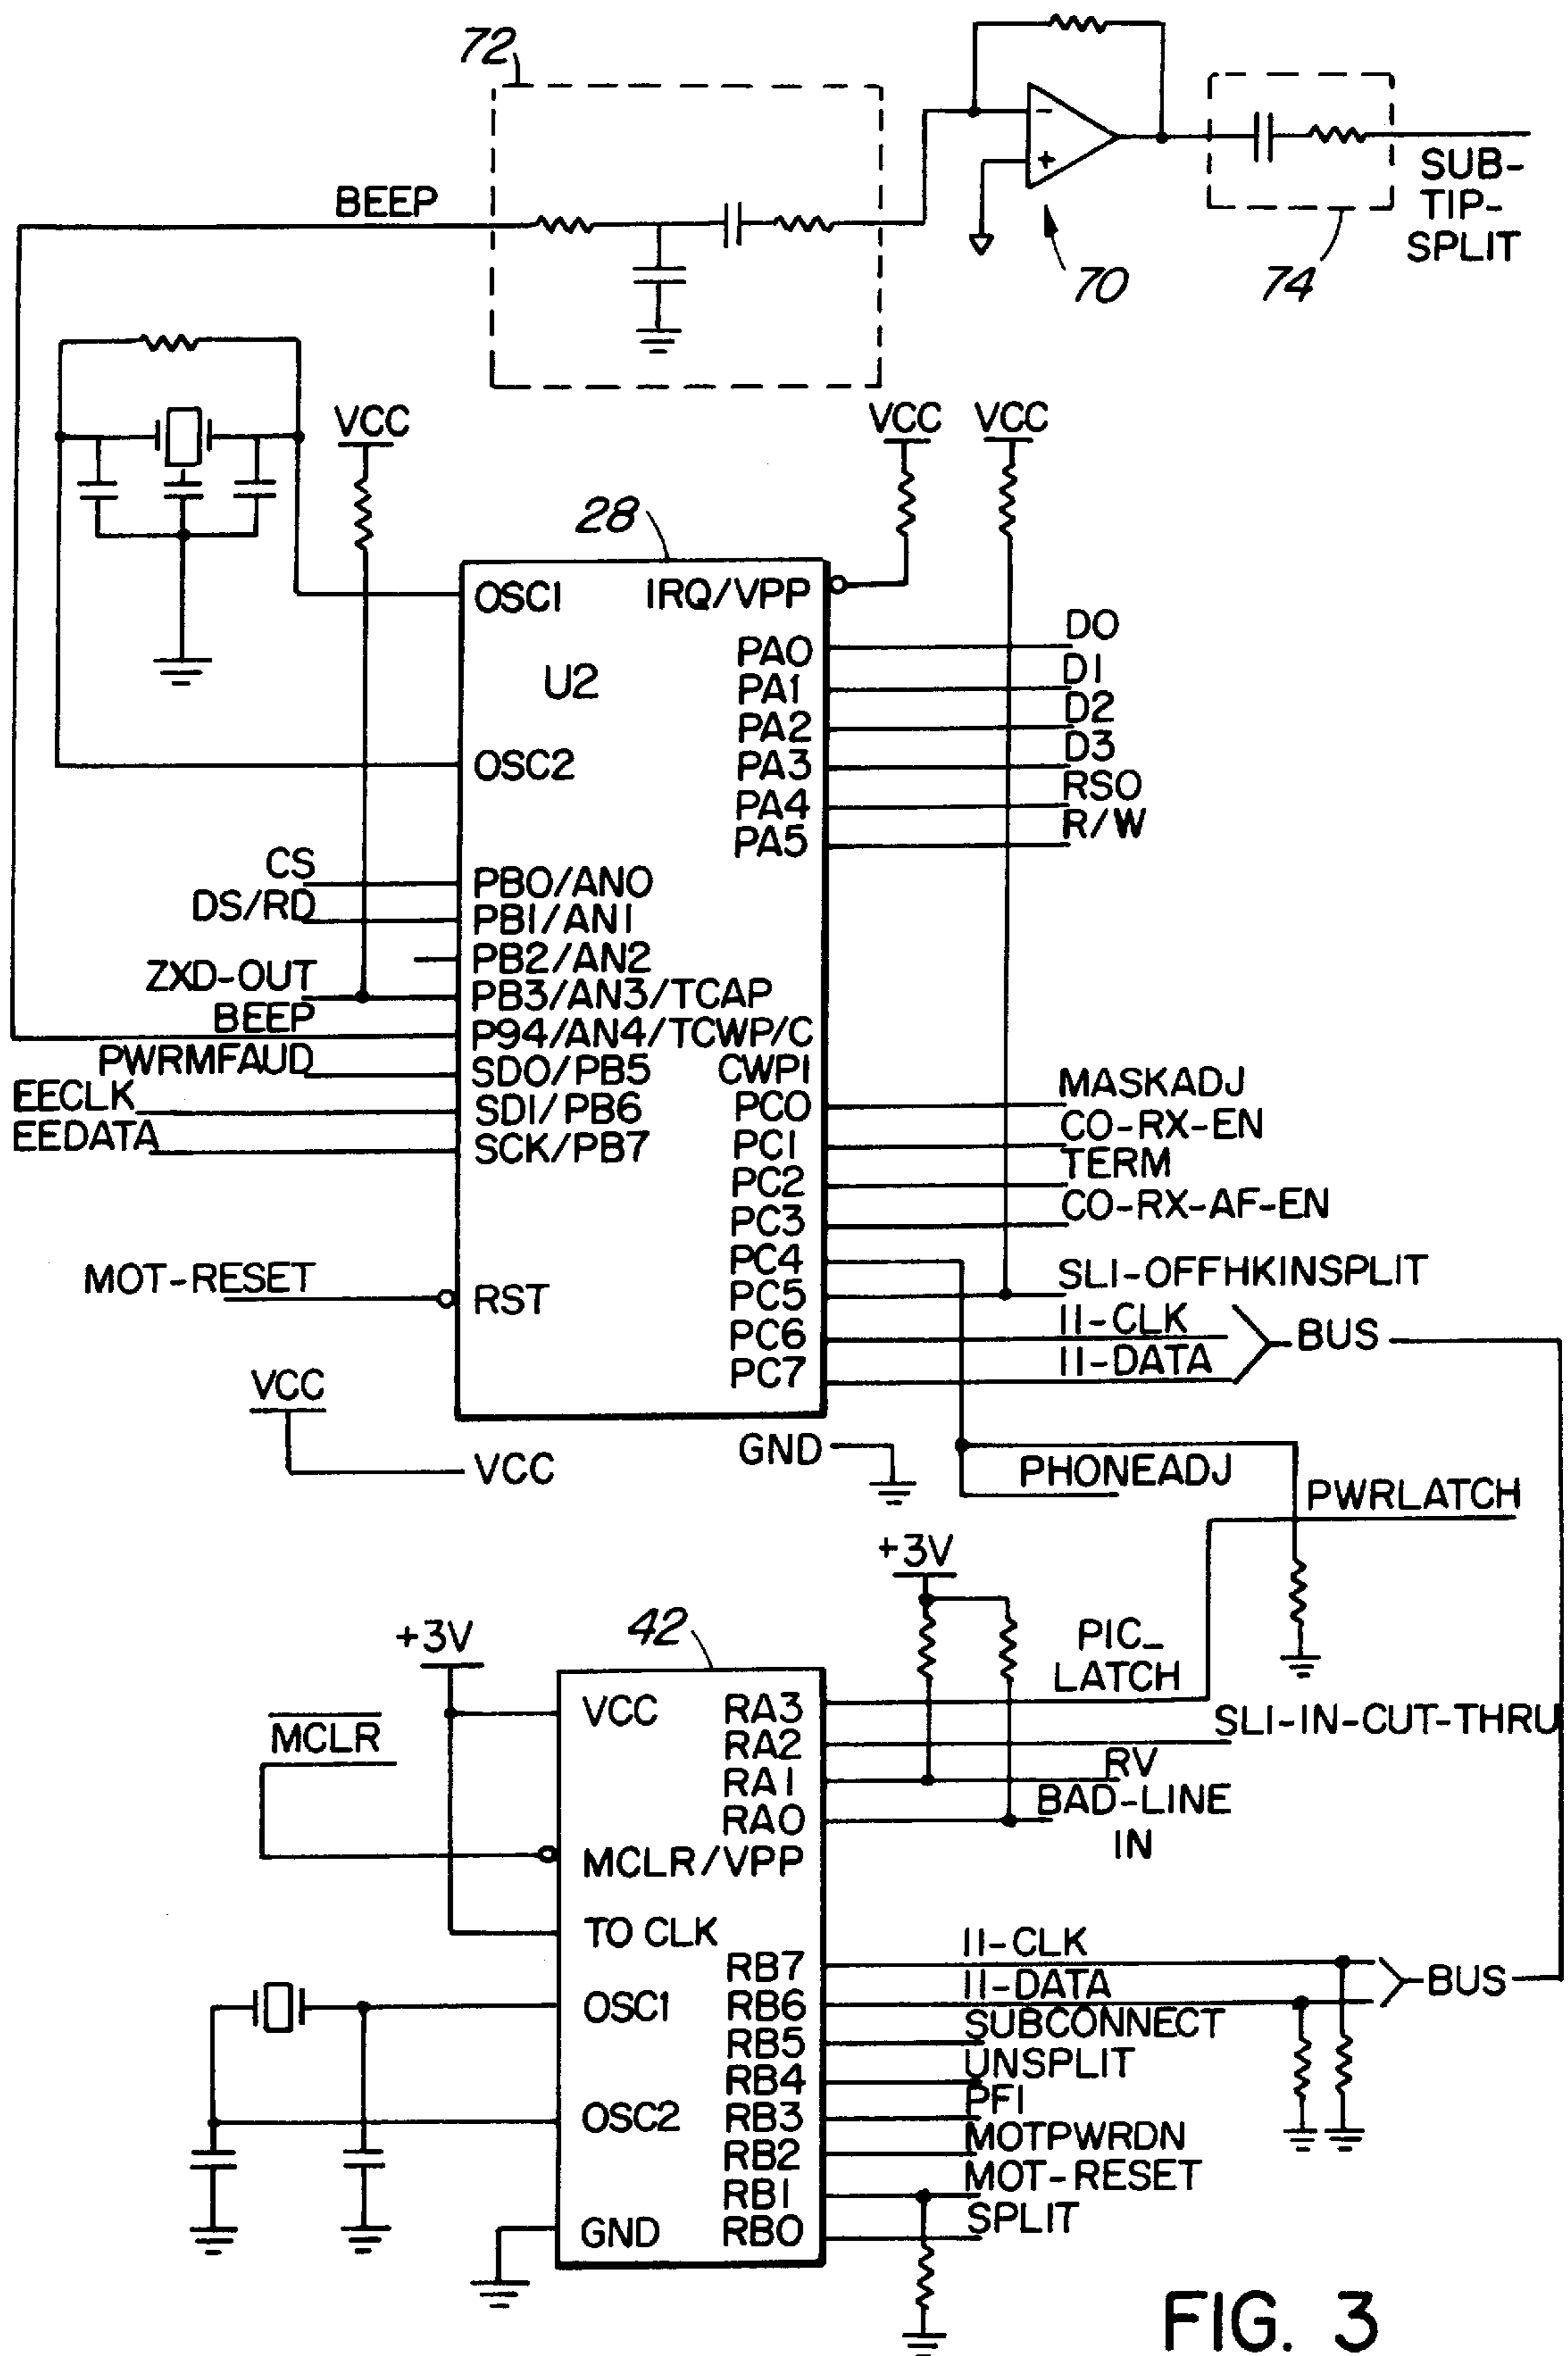 72
BEEP
70
74
SUB-
TIP-
SPLIT
VCC
VCC
VCC
28
OSC1
IRQ/VPP
U2
OSC2
PA0
D0
PA1
D1
PA2
D2
PA3
D3
PA4
RSO
PA5
R/W
CS
PB0/AN0
DS/RD
PB1/AN1
PB2/AN2
ZXD-OUT
PB3/AN3/TCAP
BEEP
P94/AN4/TCWP/C
PWRMFAUD
SDO/PB5
CWP1
EECLK
SDI/PB6
PC0
MASKADJ
EEDATA
SCK/PB7
PC1
CO-RX-EN
PC2
TERM
PC3
CO-RX-AF-EN
PC4
MOT-RESET
RST
PC5
SLI-OFFHKINSPLIT
PC6
II-CLK
BUS
PC7
II-DATA
VCC
VCC
GND
PHONEADJ
PWRLATCH
+3V
+3V
42
PIC_
LATCH
VCC
RA3
MCLR
RA2
SLI-IN-CUT-THRU
RA1
RV
RA0
BAD-LINE
IN
MCLR/VPP
TO CLK
RB7
II-CLK
OSC1
RB6
II-DATA
BUS
RB5
SUBCONNECT
RB4
UNSPLIT
OSC2
RB3
PFI
RB2
MOTPWRDN
RB1
MOT-RESET
GND
RB0
SPLIT
FIG. 3